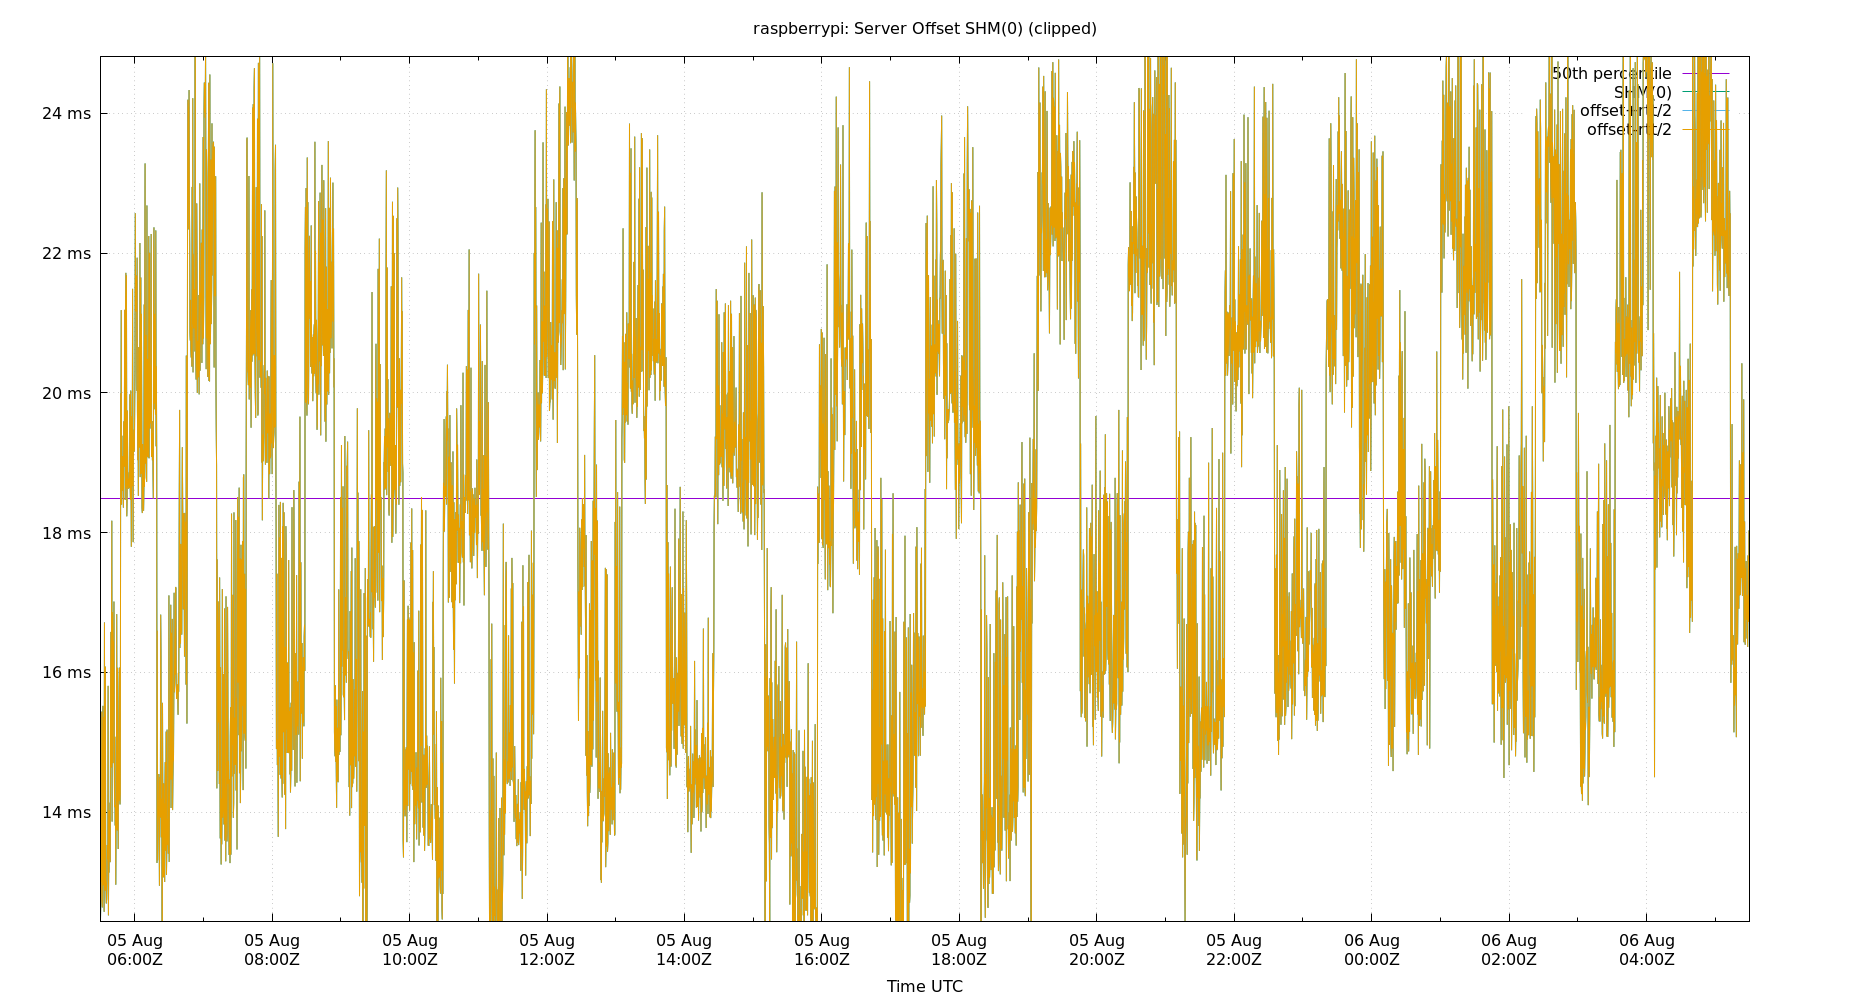 raspberrypi: Server Offset SHM(0) (clipped)
50th percentile
SHM(0)
offset-rtt/2
offset-rtt/2
24 ms
22 ms
20 ms
18 ms
16 ms
14 ms
05 Aug 05 Aug 05 Aug 05 Aug 05 Aug 05 Aug 05 Aug 05 Aug 05 Aug 06 Aug 06 Aug 06 Aug
06:00Z 08:00Z 10:00Z 12:00Z 14:00Z 16:00Z 18:00Z 20:00Z 22:00Z 00:00Z 02:00Z 04:00Z
Time UTC